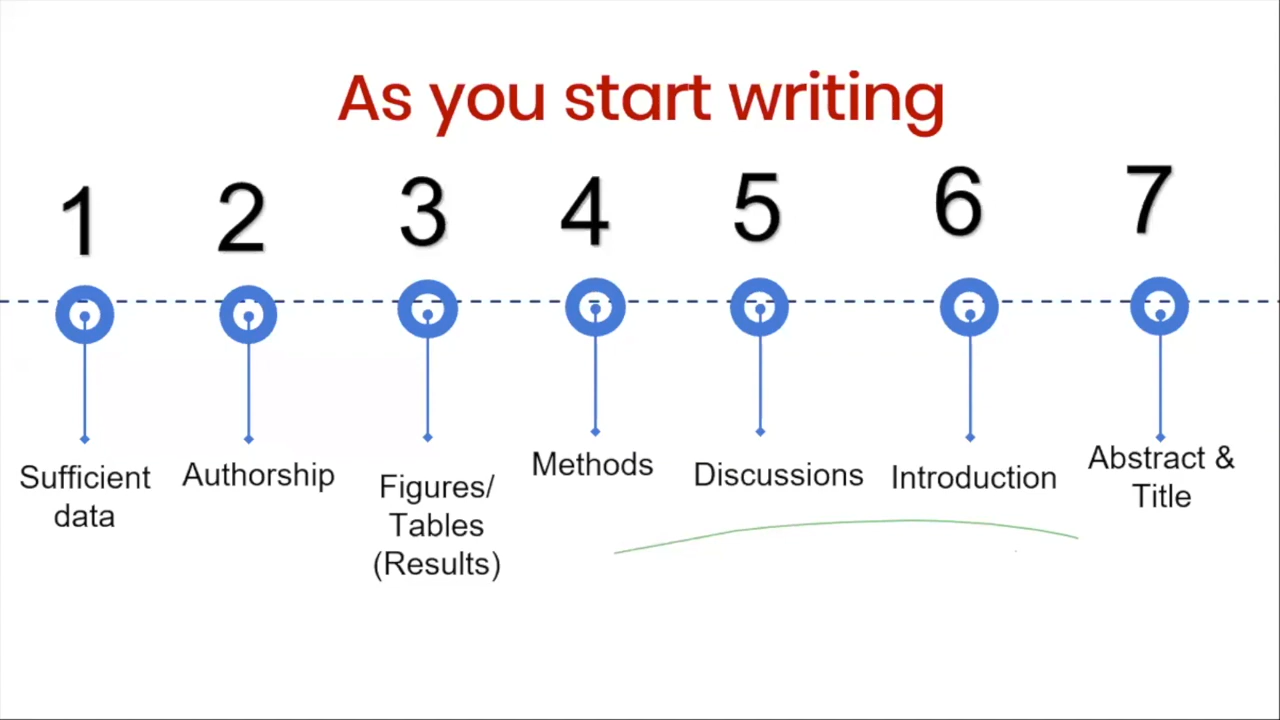 As you start writing
1 2 3 4 5 6 7
Sufficient
data
Authorship
Figures/
Tables
(Results)
Methods
Discussions
Introduction
Abstract &
Title